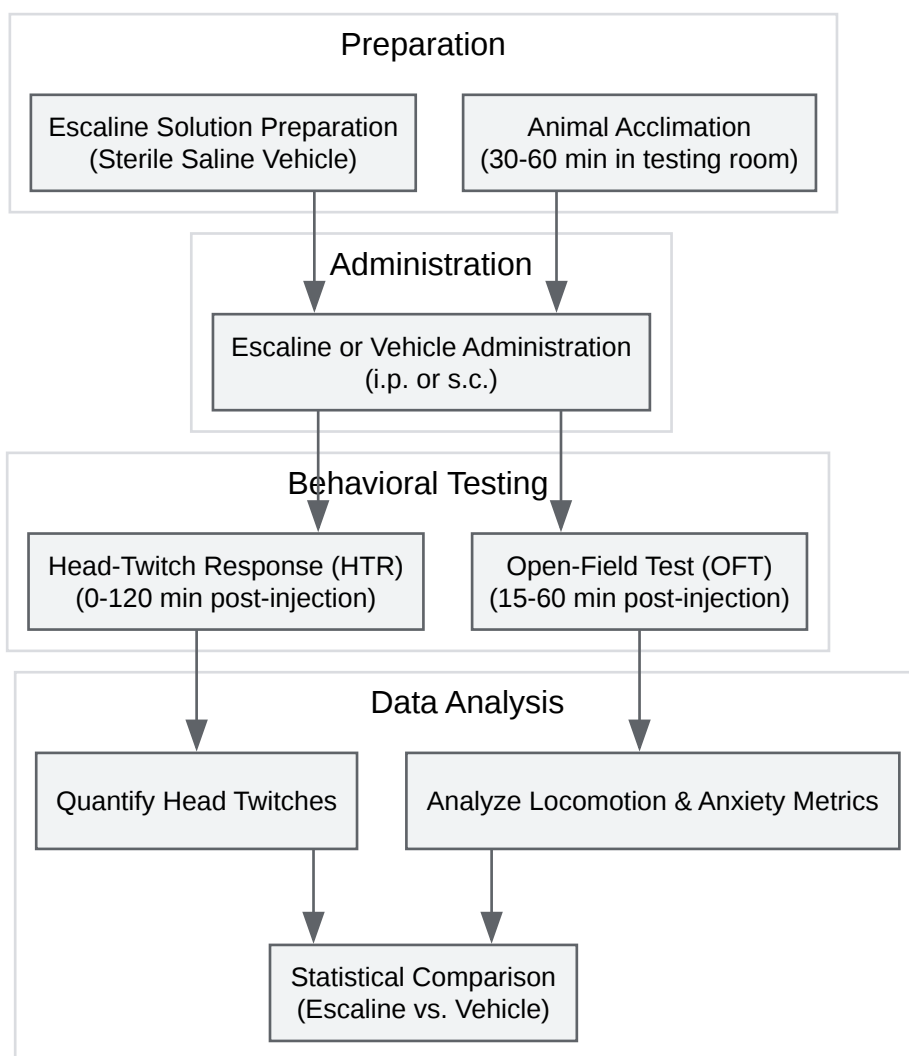 Preparation
Escaline Solution Preparation
(Sterile Saline Vehicle)
Animal Acclimation
(30-60 min in testing room)
Administration
Escaline or Vehicle Administration
(i.p. or s.c.)
Behavioral Testing
Head-Twitch Response (HTR)
(0-120 min post-injection)
Open-Field Test (OFT)
(15-60 min post-injection)
Data Analysis
Quantify Head Twitches
Analyze Locomotion & Anxiety Metrics
Statistical Comparison
(Escaline vs. Vehicle)